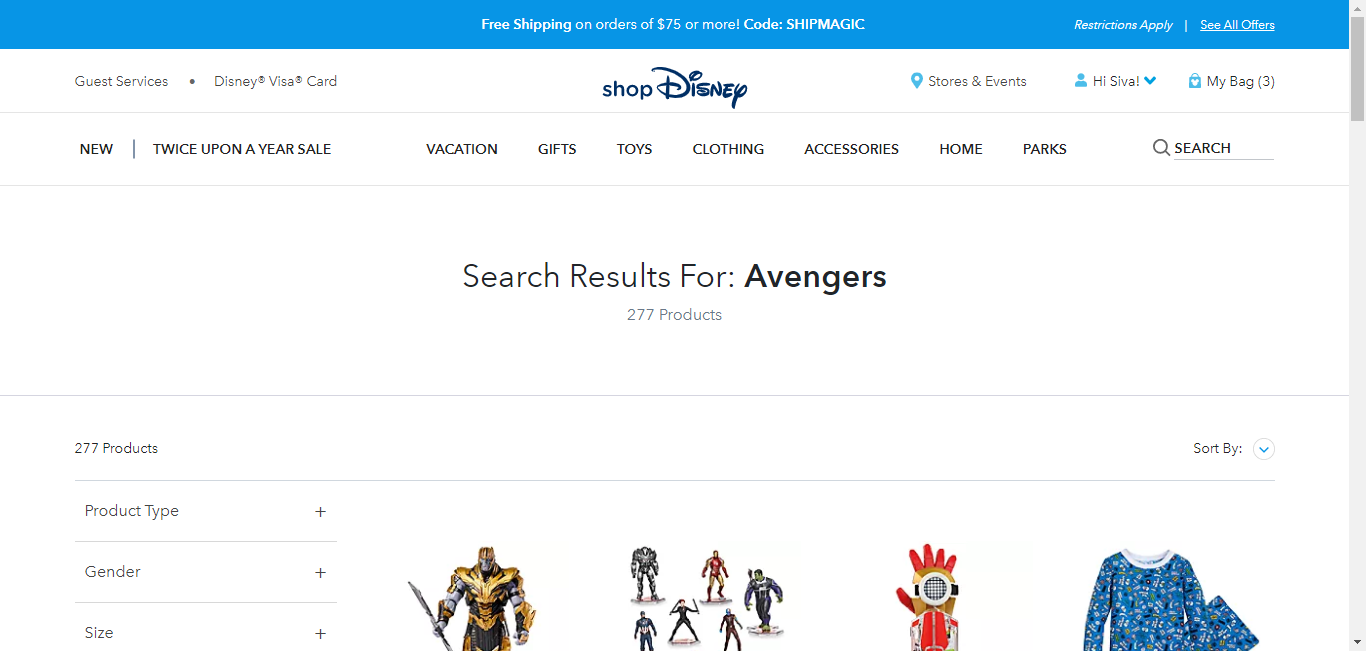 Free Shipping on orders of $75 or more! Code: SHIPMAGIC
Restrictions Apply | See All Offers
Guest Services • Disney® Visa® Card
shop Disney
Stores & Events
Hi Siva!
My Bag (3)
NEW | TWICE UPON A YEAR SALE
VACATION GIFTS TOYS CLOTHING ACCESSORIES HOME PARKS
SEARCH
Search Results For: Avengers
277 Products
277 Products
Sort By:
Product Type +
Gender +
Size +